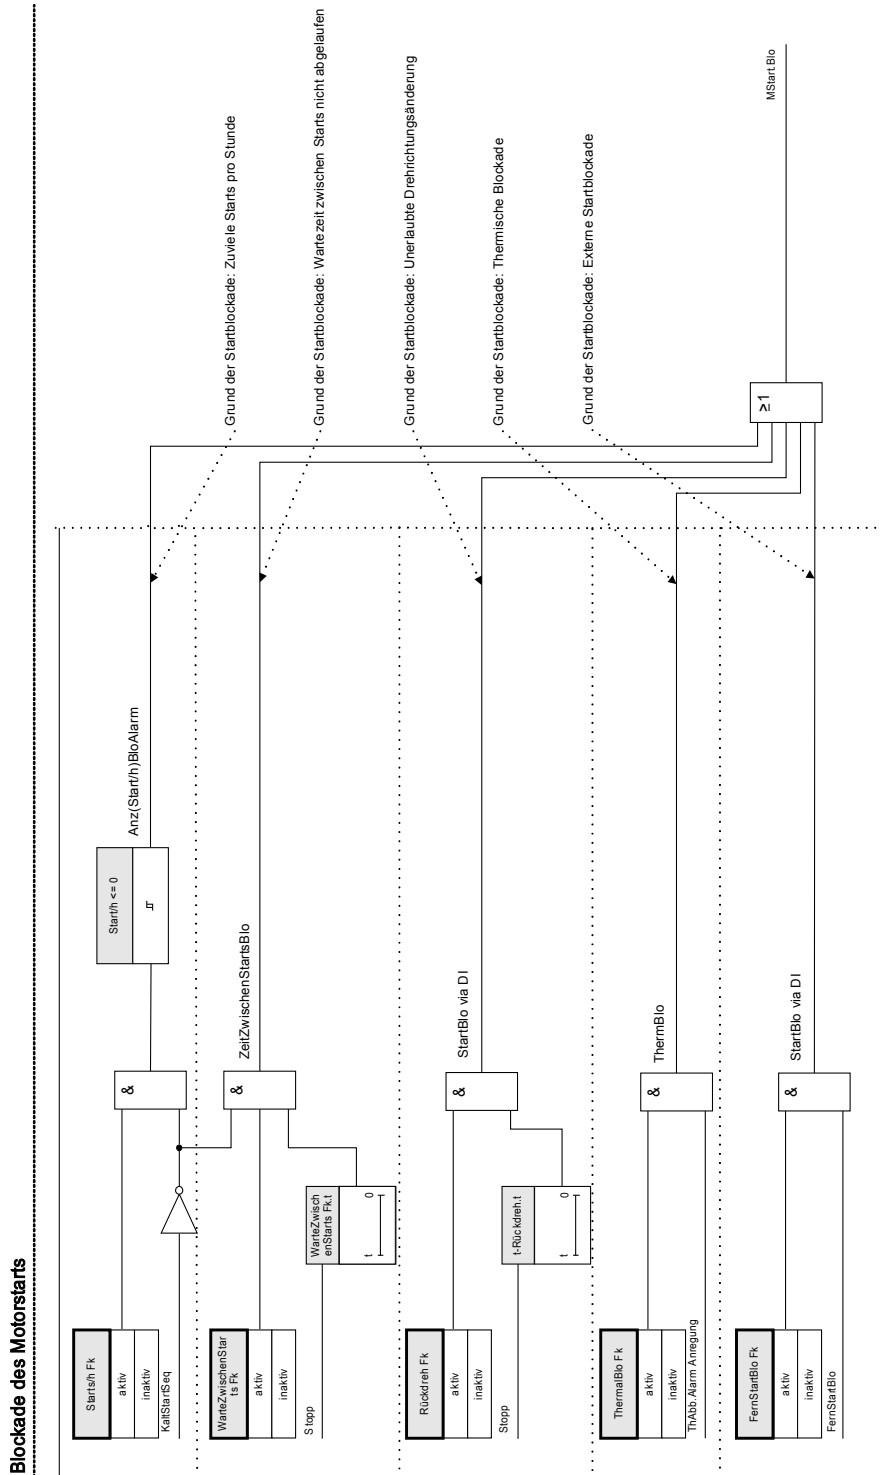 Blockade des Motorstarts
Starts/h Fk
aktiv
inaktiv
KaltStartSeq
&
Start/h <= 0
Anz(Start/h)BloAlarm
Grund der Startblockade: Zuviele Starts pro Stunde
WarteZwischenStar
ts Fk
aktiv
inaktiv
Stopp
WarteZwisch
enStarts Fk.t
t
0
&
ZeitZwischenStartsBlo
Grund der Startblockade: Wartezeit zwischen Starts nicht abgelaufen
Rückdreh Fk
aktiv
inaktiv
Stopp
t-Rückdreh.t
t
0
&
StartBlo via DI
Grund der Startblockade: Unerlaubte Drehrichtungsänderung
ThermalBlo Fk
aktiv
inaktiv
ThAbb.Alarm Anregung
&
ThermBlo
Grund der Startblockade: Thermische Blockade
FernStartBlo Fk
aktiv
inaktiv
FernStartBlo
&
StartBlo via DI
Grund der Startblockade: Externe Startblockade
≥1
MStart.Blo